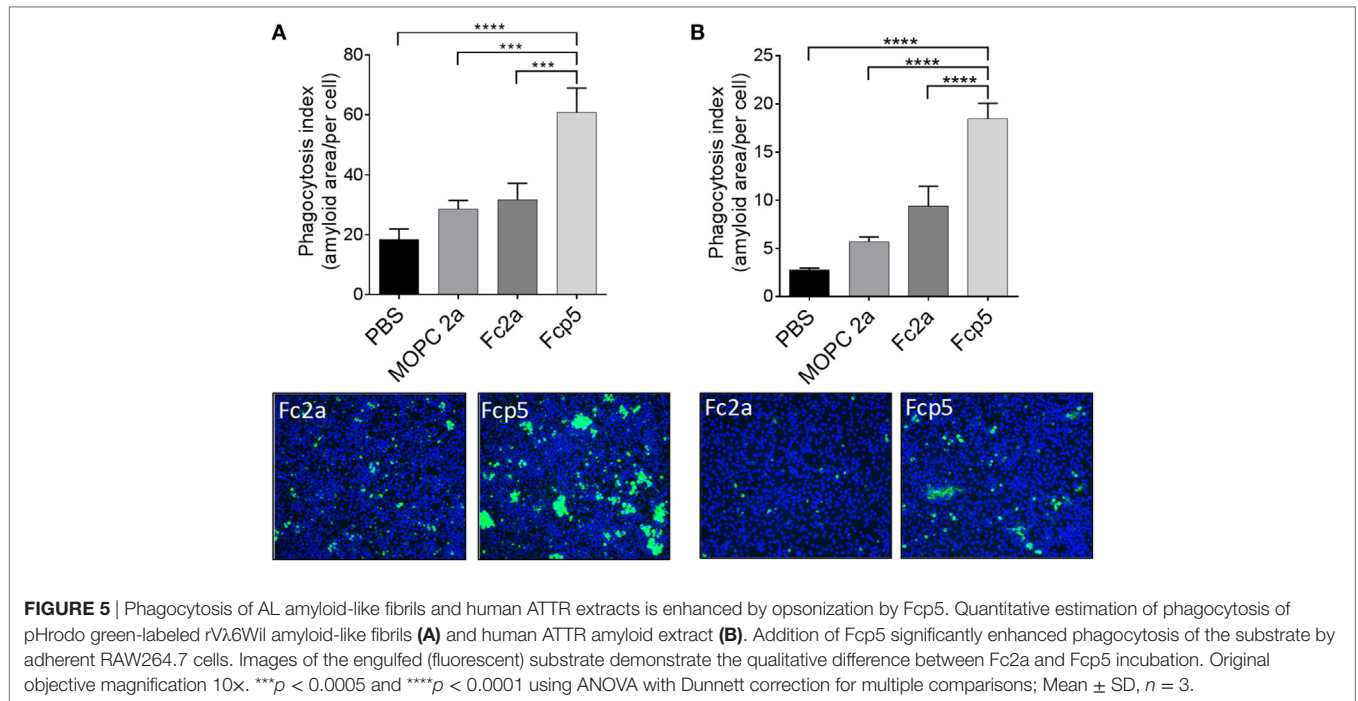 A
****
***
***
80
60
40
20
0
Phagocytosis index
(amyloid area/per cell)
PBS
MOPC 2a
Fc2a
Fcp5
B
****
****
****
25
20
15
10
5
0
Phagocytosis index
(amyloid area/per cell)
PBS
MOPC 2a
Fc2a
Fcp5
Fc2a
Fcp5
Fc2a
Fcp5
FIGURE 5 | Phagocytosis of AL amyloid-like fibrils and human ATTR extracts is enhanced by opsonization by Fcp5. Quantitative estimation of phagocytosis of
pHrodo green-labeled rVλ6Wil amyloid-like fibrils (A) and human ATTR amyloid extract (B). Addition of Fcp5 significantly enhanced phagocytosis of the substrate by
adherent RAW264.7 cells. Images of the engulfed (fluorescent) substrate demonstrate the qualitative difference between Fc2a and Fcp5 incubation. Original
objective magnification 10×. ***p < 0.0005 and ****p < 0.0001 using ANOVA with Dunnett correction for multiple comparisons; Mean ± SD, n = 3.